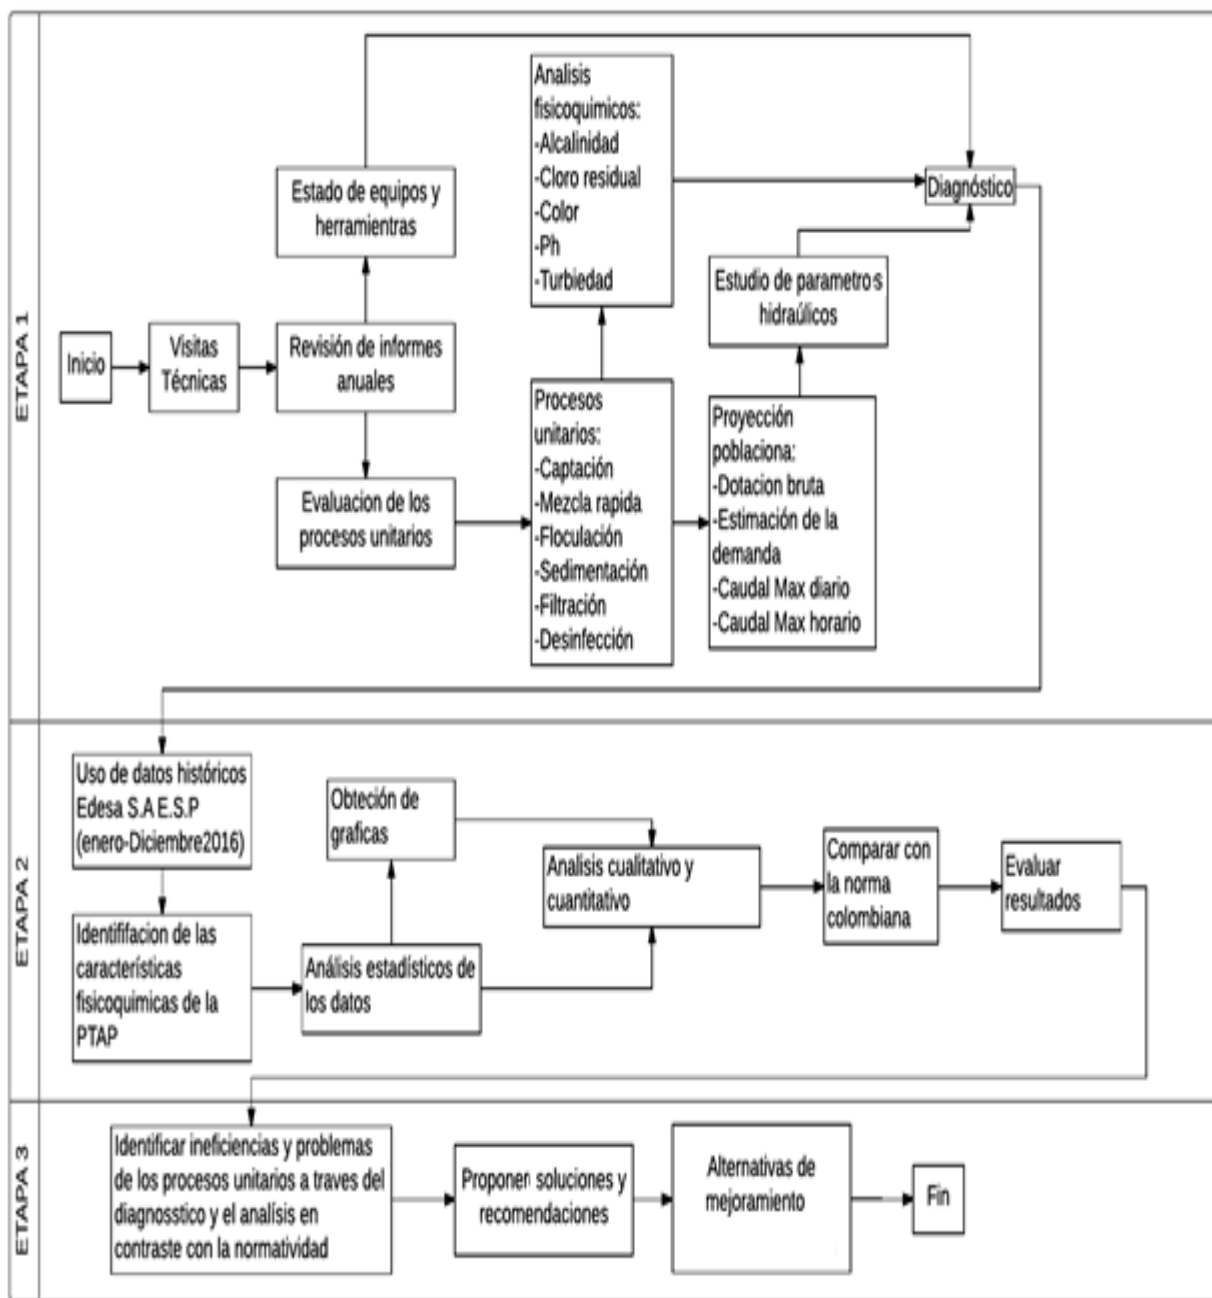 ETAPA 1
Inicio
Visitas
Técnicas
Revisión de informes
anuales
Estado de equipos y
herramientras
Evaluacion de los
procesos unitarios
Analisis
fisicoquimicos:
-Alcalinidad
-Cloro residual
-Color
-Ph
-Turbiedad
Procesos
unitarios:
-Captación
-Mezcla rapida
-Floculación
-Sedimentación
-Filtración
-Desinfección
Estudio de parametros
hidraúlicos
Proyección
poblaciona:
-Dotacion bruta
-Estimación de la
demanda
-Caudal Max diario
-Caudal Max horario
Diagnóstico
ETAPA 2
Uso de datos históricos
Edesa S.A E.S.P
(enero-Diciembre2016)
Identififacion de las
características
fisicoquimicas de la
PTAP
Obteción de
graficas
Análisis estadísticos de
los datos
Analisis cualitativo y
cuantitativo
Comparar con
la norma
colombiana
Evaluar
resultados
ETAPA 3
Identificar ineficiencias y problemas
de los procesos unitarios a traves del
diagnosstico y el analísis en
contraste con la normatividad
Proponer soluciones y
recomendaciones
Alternativas de
mejoramiento
Fin